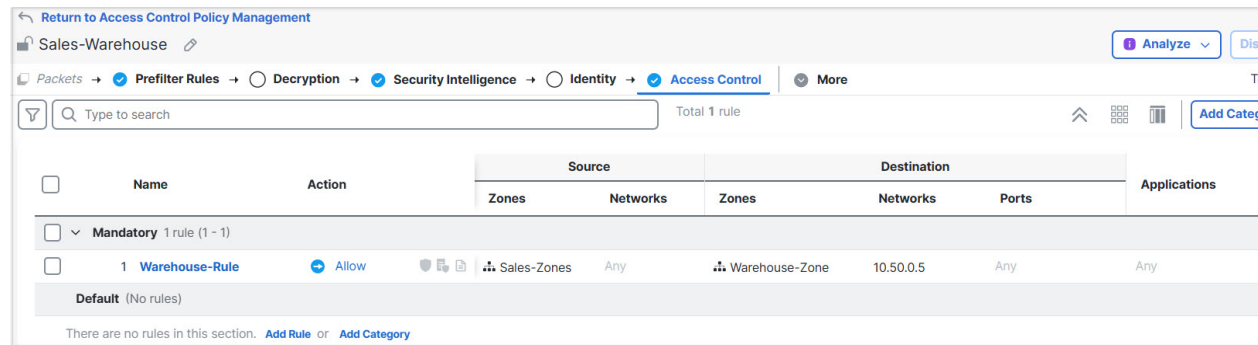 Return to Access Control Policy Management
Sales-Warehouse
Analyze
Packets → Prefilter Rules → Decryption → Security Intelligence → Identity → Access Control More
Type to search Total 1 rule
Source Destination
Name Action Applications
Zones Networks Zones Networks Ports
Mandatory 1 rule (1 - 1)
1 Warehouse-Rule Allow Sales-Zones Any Warehouse-Zone 10.50.0.5 Any Any
Default (No rules)
There are no rules in this section. Add Rule or Add Category